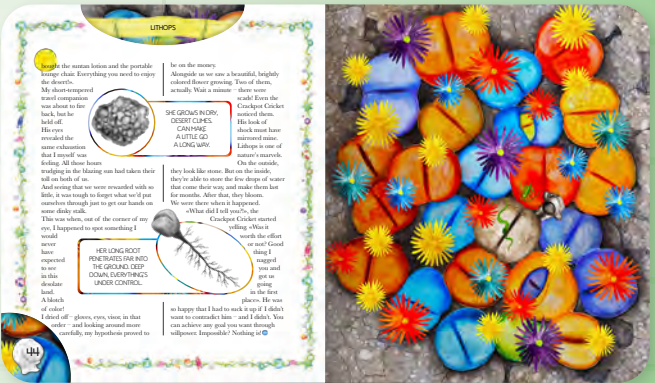 LITHOPS
bought the suntan lotion and the portable
lounge chair. Everything you need to enjoy
the desert!».
My short-tempered
travel companion
was about to fire
back, but he
held off.
His eyes
revealed the
same exhaustion
that I myself was
feeling. All those hours
trudging in the blazing sun had taken their
toll on both of us.
And seeing that we were rewarded with so
little, it was tough to forget what we'd put
ourselves through just to get our hands on
some dinky stalk.
This was when, out of the corner of my
eye, I happened to spot something I
would
never
have
expected
to see
in this
desolate
land.
A blotch
of color!
I dried off – gloves, eyes, visor, in that
order – and looking around more
carefully, my hypothesis proved to
be on the money.
Alongside us we saw a beautiful, brightly
colored flower growing. Two of them,
actually. Wait a minute – there were
scads! Even the
Crackpot Cricket
noticed them.
His look of
shock must have
mirrored mine.
Lithops is one of
nature's marvels.
On the outside,
they look like stone. But on the inside,
they're able to store the few drops of water
that come their way, and make them last
for months. After that, they bloom.
We were there when it happened.
«What did I tell you?!», the
Crackpot Cricket started
yelling. «Was it
worth the effort
or not? Good
thing I
nagged
you and
got us
going
in the first
place». He was
so happy that I had to suck it up if I didn't
want to contradict him – and I didn't. You
can achieve any goal you want through
willpower. Impossible? Nothing is!
SHE GROWS IN DRY,
DESERT CLIMES.
CAN MAKE
A LITTLE GO
A LONG WAY.
HER LONG ROOT
PENETRATES FAR INTO
THE GROUND. DEEP
DOWN, EVERYTHING'S
UNDER CONTROL.
44